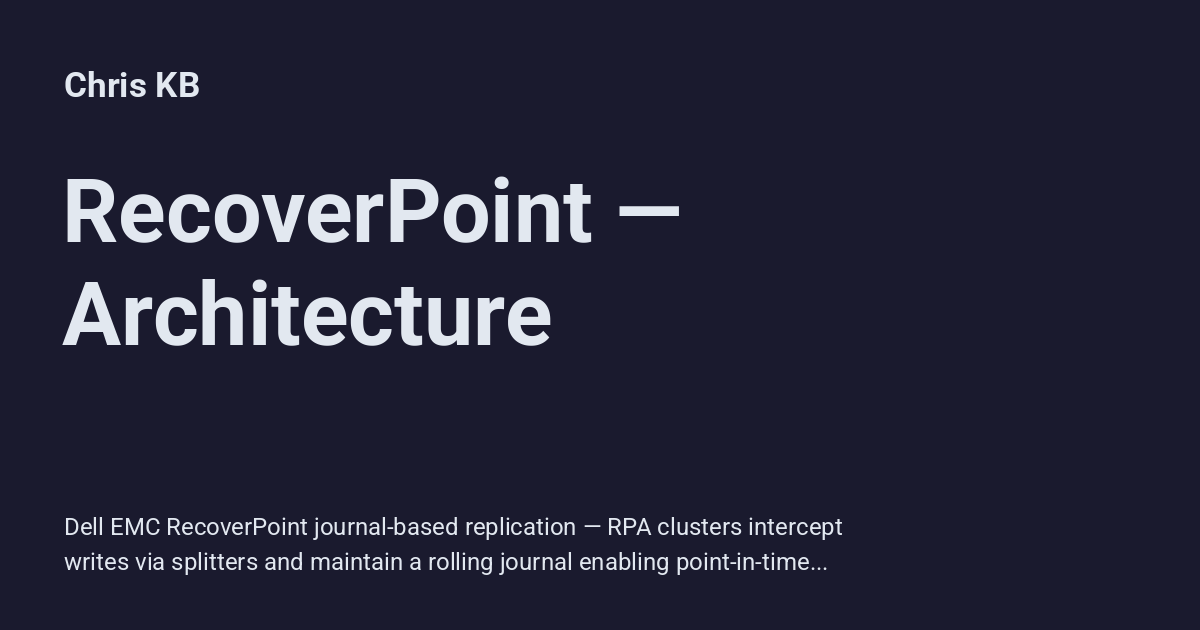 Chris KB
RecoverPoint —
Architecture
Dell EMC RecoverPoint journal-based replication — RPA clusters intercept
writes via splitters and maintain a rolling journal enabling point-in-time...